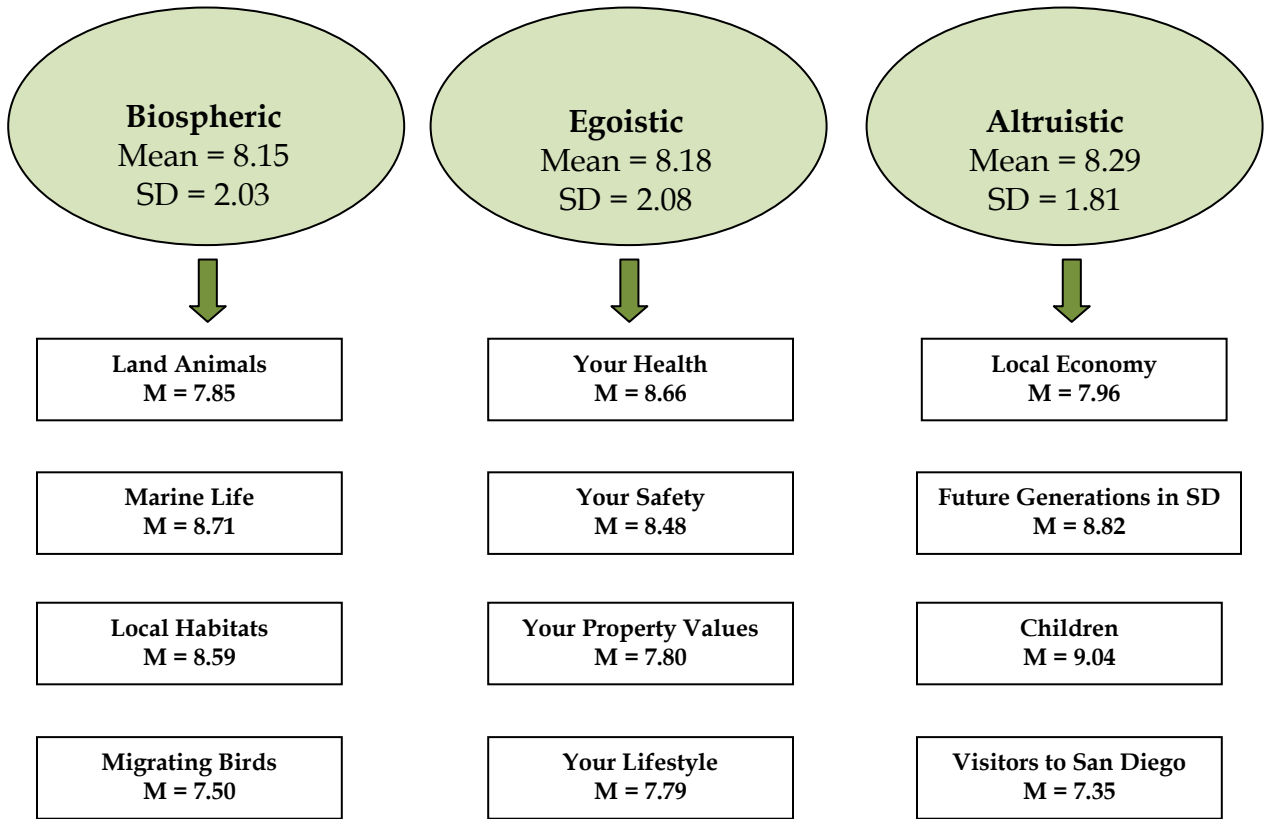 Biospheric
Mean = 8.15
SD = 2.03
Egoistic
Mean = 8.18
SD = 2.08
Altruistic
Mean = 8.29
SD = 1.81
Land Animals
M = 7.85
Your Health
M = 8.66
Local Economy
M = 7.96
Marine Life
M = 8.71
Your Safety
M = 8.48
Future Generations in SD
M = 8.82
Local Habitats
M = 8.59
Your Property Values
M = 7.80
Children
M = 9.04
Migrating Birds
M = 7.50
Your Lifestyle
M = 7.79
Visitors to San Diego
M = 7.35